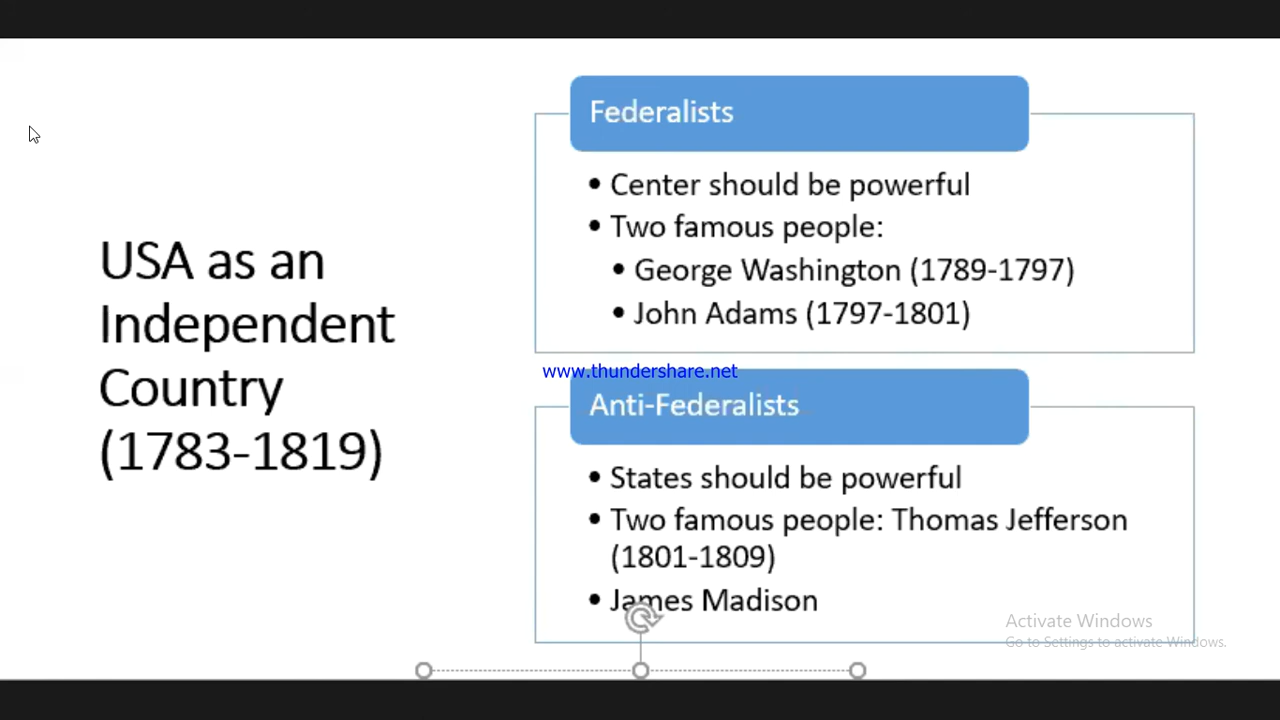 USA as an
Independent
Country
(1783-1819)
Federalists
• Center should be powerful
• Two famous people:
• George Washington (1789-1797)
• John Adams (1797-1801)
www.thundershare.net
Anti-Federalists
• States should be powerful
• Two famous people: Thomas Jefferson
(1801-1809)
• James Madison
Activate Windows
Go to Settings to activate Windows.